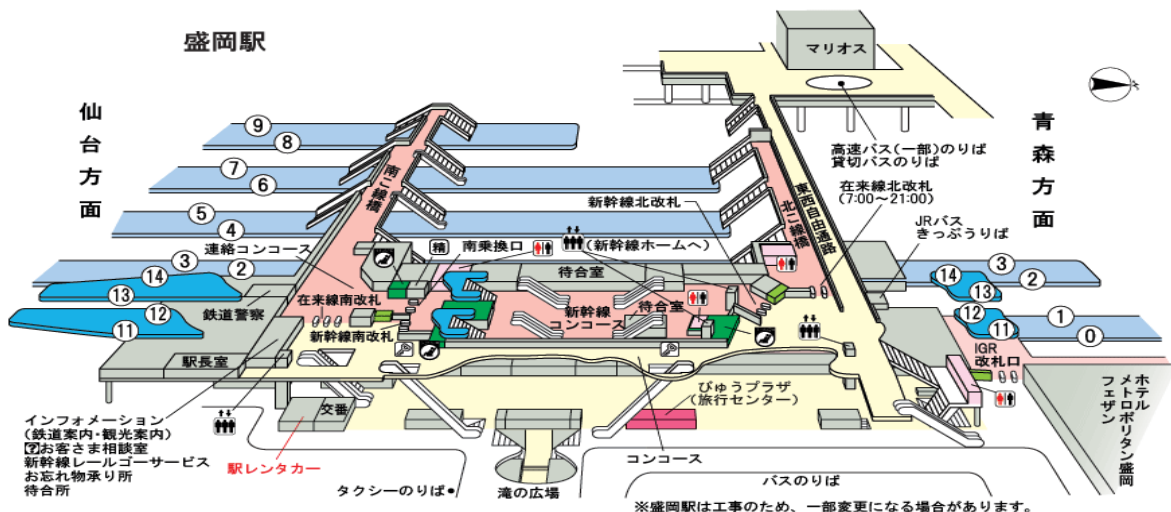 盛岡駅
マリオス
仙台方面
青森方面
高速バス(一部)のりば
貸切バスのりば
在来線北改札
(7:00~21:00)
JRバス
きっぷうりば
東西自由通路
北こ線橋
南こ線橋
新幹線北改札
9
8
7
6
5
4
3
2
14
13
12
11
連絡コンコース
精
南乗換口
(新幹線ホームへ)
待合室
在来線南改札
鉄道警察
新幹線南改札
新幹線
コンコース
待合室
駅長室
3
2
14
13
12
11
1
0
IGR
改札口
ホテル
メトロポリタン盛岡
フェザン
インフォメーション
(鉄道案内・観光案内)
?お客さま相談室
新幹線レールゴーサービス
お忘れ物承り所
待合所
交番
駅レンタカー
びゅうプラザ
(旅行センター)
コンコース
タクシーのりば
滝の広場
バスのりば
※盛岡駅は工事のため、一部変更になる場合があります。